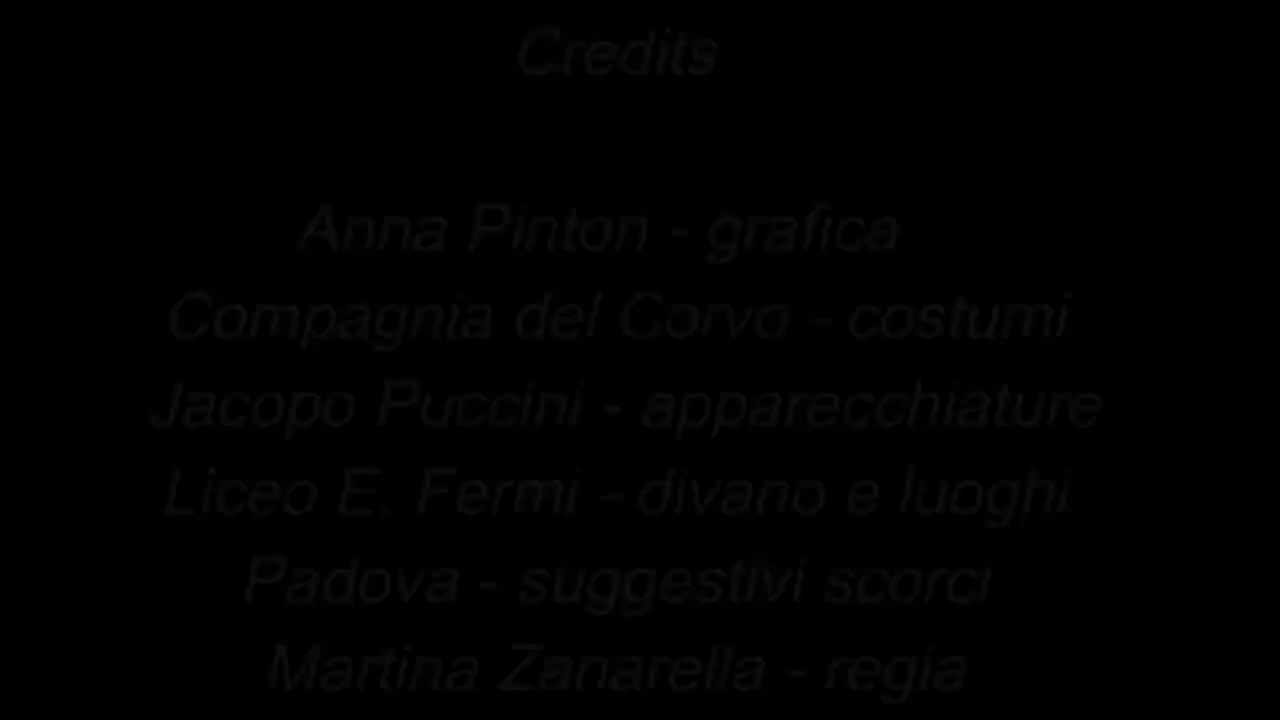 Credits
Anna Pinton - grafica
Compagnia del Corvo - costumi
Jacopo Puccini - apparecchiature
Liceo E. Fermi - divano e luoghi
Padova - suggestivi scorci
Martina Zanarella - regia